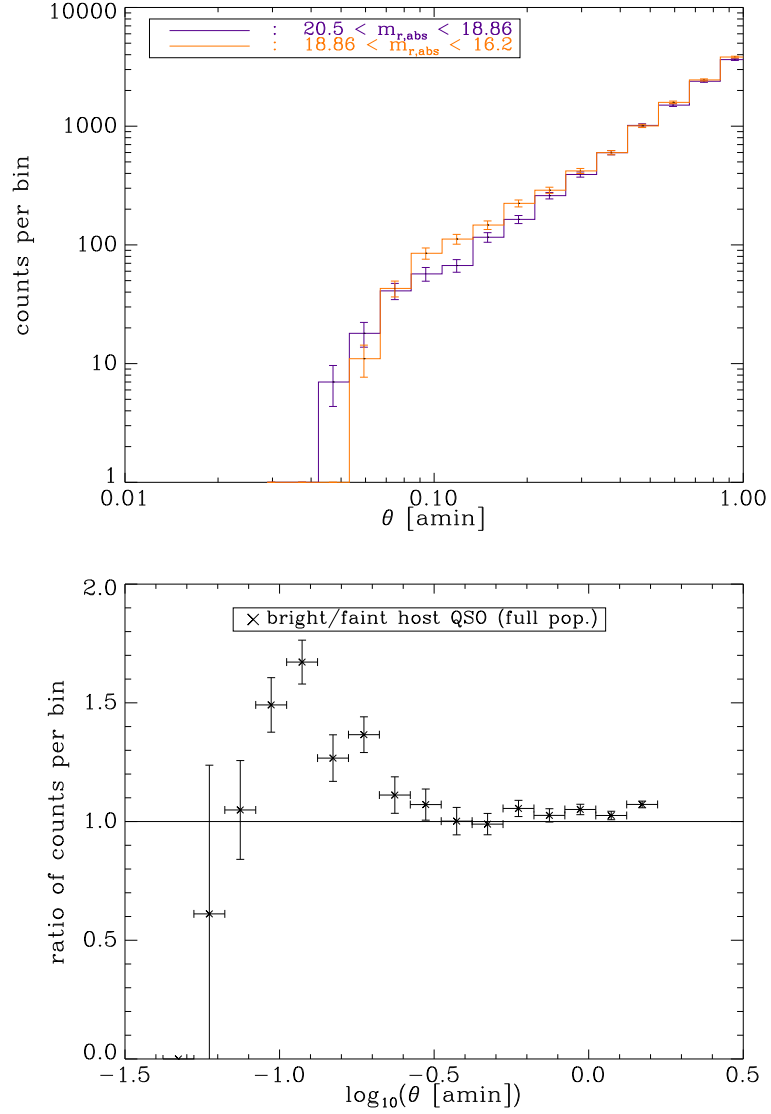 10000
: 20.5 < m_r,abs < 18.86
: 18.86 < m_r,abs < 16.2
1000
100
10
1
counts per bin
0.01 0.10 1.00
θ [amin]
2.0
× bright/faint host QSO (full pop.)
1.5
1.0
0.5
0.0
ratio of counts per bin
-1.5 -1.0 -0.5 0.0 0.5
log₁₀(θ [amin])